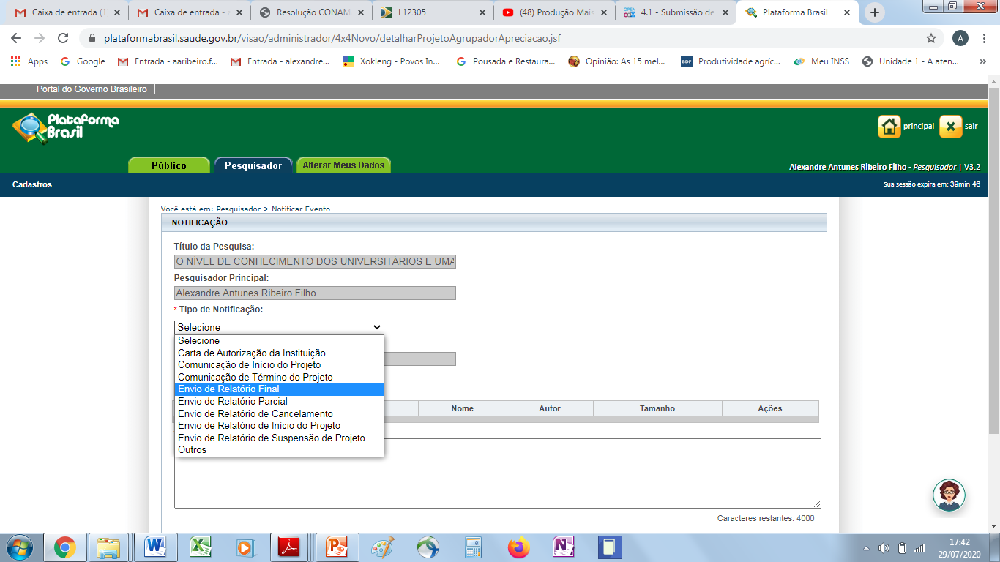 Caixa de entrada (1
Caixa de entrada - a
Resolução CONAM
L12305
(48) Produção Mais
4.1 - Submissão de
Plataforma Brasil
plataformabrasil.saude.gov.br/visao/administrador/4x4Novo/detalharProjetoAgrupadorApreciacao.jsf
A
Apps
Google
Entrada - aaribeiro.f...
Entrada - alexandre...
Xokleng - Povos In...
Pousada e Restaura...
Opinião: As 15 mel...
BDP
Produtividade agríc...
Meu INSS
Unidade 1 - A aten...
»
Portal do Governo Brasileiro
Plataforma
Brasil
principal
sair
Público
Pesquisador
Alterar Meus Dados
Alexandre Antunes Ribeiro Filho - Pesquisador | V3.2
Cadastros
Sua sessão expira em: 39min 46
Você está em: Pesquisador > Notificar Evento
NOTIFICAÇÃO
Título da Pesquisa:
O NÍVEL DE CONHECIMENTO DOS UNIVERSITÁRIOS E UMA
Pesquisador Principal:
Alexandre Antunes Ribeiro Filho
* Tipo de Notificação:
Selecione
Selecione
Carta de Autorização da Instituição
Comunicação de Início do Projeto
Comunicação de Término do Projeto
Envio de Relatório Final
Envio de Relatório Parcial
Envio de Relatório de Cancelamento
Envio de Relatório de Início do Projeto
Envio de Relatório de Suspensão de Projeto
Outros
Nome
Autor
Tamanho
Ações
Caracteres restantes: 4000
17:42
29/07/2020